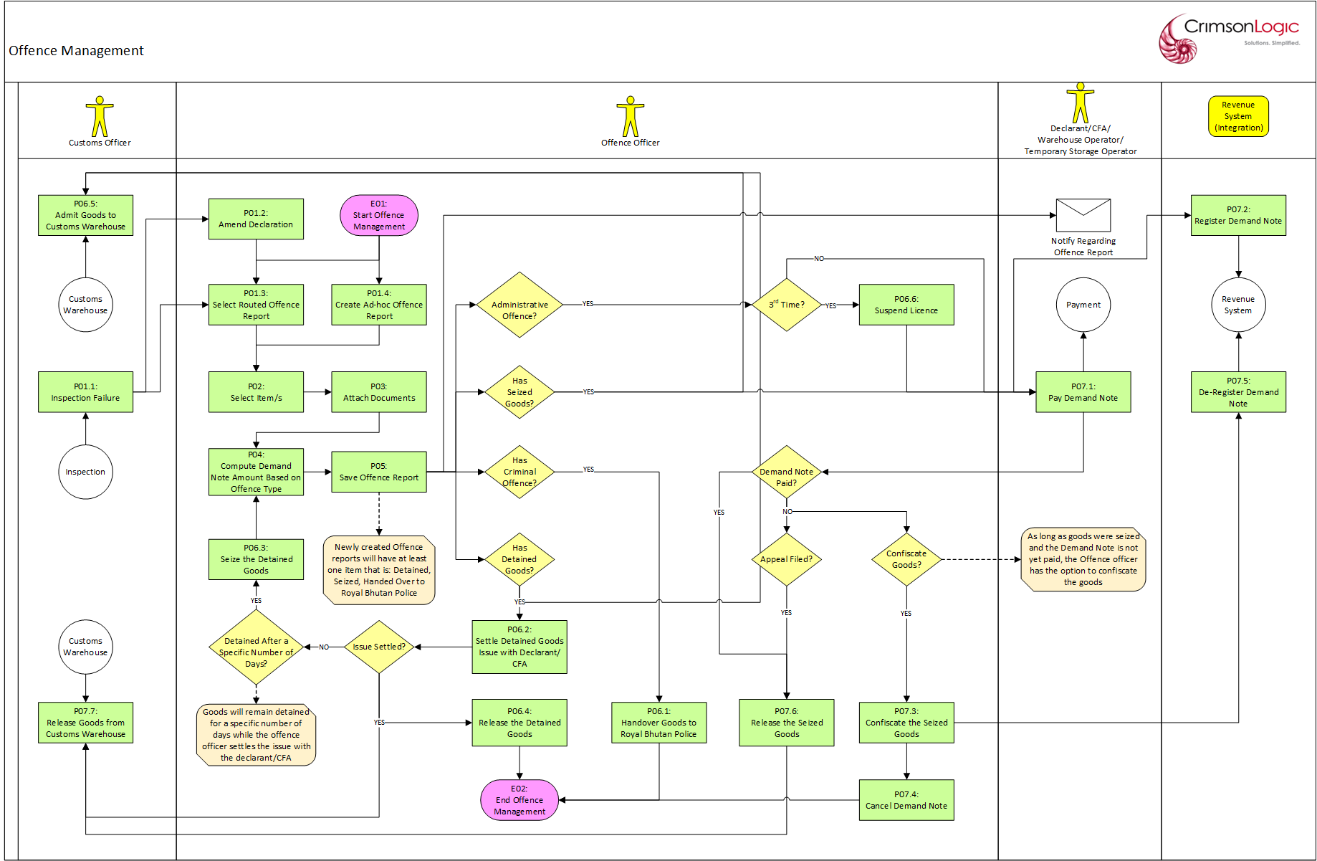 CrimsonLogic
Solutions. Simplified.
Offence Management
Customs Officer
Offence Officer
Declarant/CFA/
Warehouse Operator/
Temporary Storage Operator
Revenue
System
(Integration)
P06.5:
Admit Goods to
Customs Warehouse
P01.2:
Amend Declaration
E01:
Start Offence
Management
Notify Regarding
Offence Report
P07.2:
Register Demand Note
NO
Customs
Warehouse
P01.3:
Select Routed Offence
Report
P01.4:
Create Ad-hoc Offence
Report
Administrative
Offence?
YES
3rd Time?
YES
P06.6:
Suspend Licence
Payment
Revenue
System
P01.1:
Inspection Failure
P02:
Select Item/s
P03:
Attach Documents
Has
Seized
Goods?
YES
P07.1:
Pay Demand Note
P07.5:
De-Register Demand
Note
Inspection
P04:
Compute Demand
Note Amount Based on
Offence Type
P05:
Save Offence Report
Has
Criminal
Offence?
YES
Demand Note
Paid?
YES
NO
P06.3:
Seize the Detained
Goods
Newly created Offence
reports will have at least
one item that is: Detained,
Seized, Handed Over to
Royal Bhutan Police
Has
Detained
Goods?
Appeal Filed?
Confiscate
Goods?
As long as goods were seized
and the Demand Note is not
yet paid, the Offence officer
has the option to confiscate
the goods
YES
YES
YES
YES
Customs
Warehouse
Detained After a
Specific Number of
Days?
NO
Issue Settled?
P06.2:
Settle Detained Goods
Issue with Declarant/
CFA
P07.7:
Release Goods from
Customs Warehouse
Goods will remain detained
for a specific number of
days while the offence
officer settles the issue with
the declarant/CFA
YES
P06.4:
Release the Detained
Goods
P06.1:
Handover Goods to
Royal Bhutan Police
P07.6:
Release the Seized
Goods
P07.3:
Confiscate the Seized
Goods
E02:
End Offence
Management
P07.4:
Cancel Demand Note